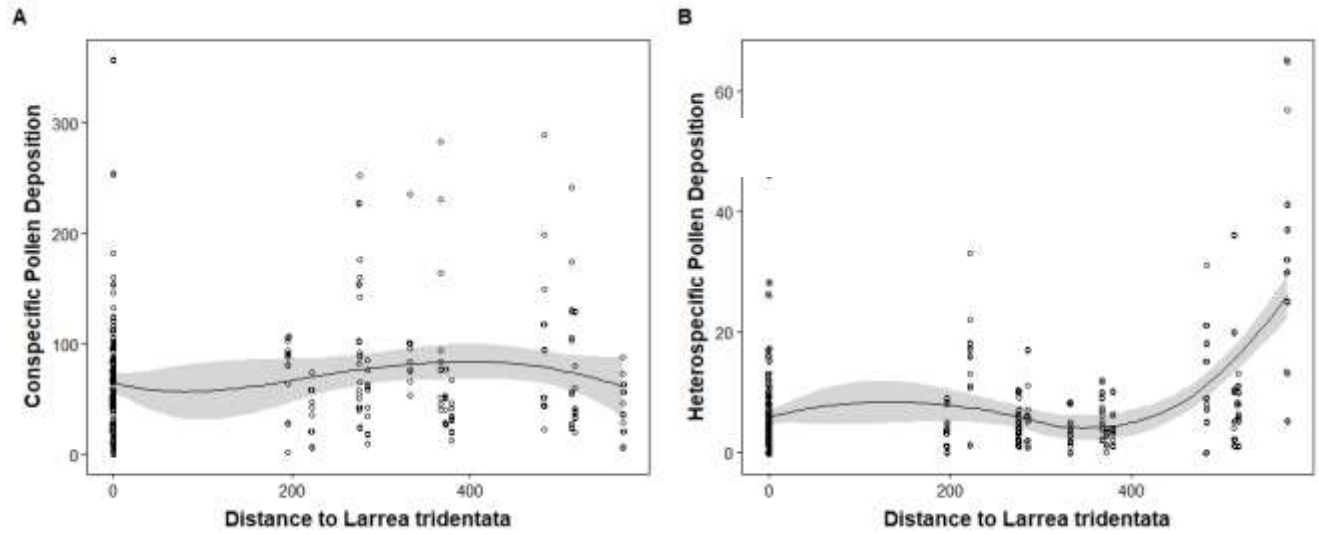 A
B
Conspecific Pollen Deposition
300
200
100
0
0
200
400
Distance to Larrea tridentata
Heterospecific Pollen Deposition
60
40
20
0
0
200
400
Distance to Larrea tridentata